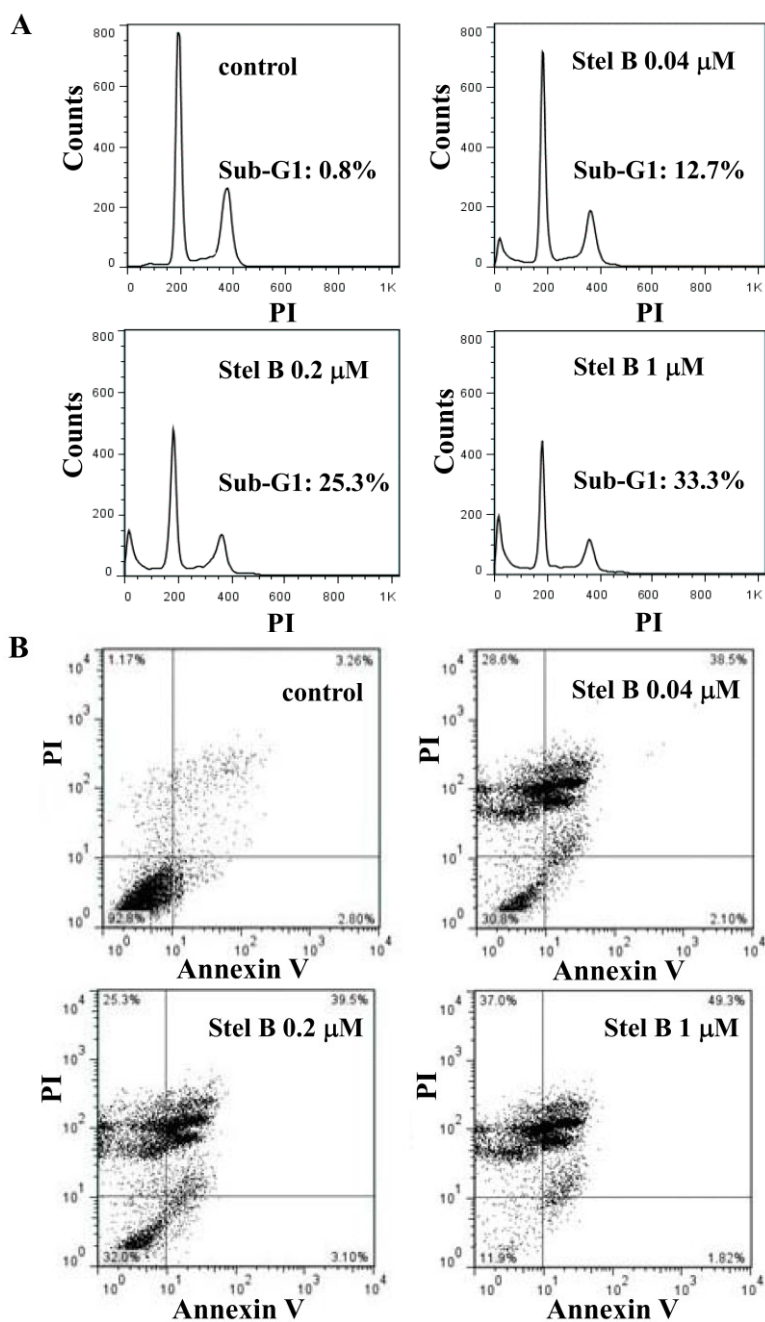 A
control
Sub-G1: 0.8%
Counts
800
600
400
200
0
0 200 400 600 800 1K
PI
Stel B 0.04 μM
Sub-G1: 12.7%
Counts
800
600
400
200
0
0 200 400 600 800 1K
PI
Stel B 0.2 μM
Sub-G1: 25.3%
Counts
800
600
400
200
0
0 200 400 600 800 1K
PI
Stel B 1 μM
Sub-G1: 33.3%
Counts
800
600
400
200
0
0 200 400 600 800 1K
PI
B
1.17% 3.26%
control
PI
10⁴
10³
10²
10¹
10⁰
92.8% 2.80%
10⁰ 10¹ 10² 10³ 10⁴
Annexin V
28.6% 38.5%
Stel B 0.04 μM
PI
10⁴
10³
10²
10¹
10⁰
30.8% 2.10%
10⁰ 10¹ 10² 10³ 10⁴
Annexin V
25.3% 39.5%
Stel B 0.2 μM
PI
10⁴
10³
10²
10¹
10⁰
32.0% 3.10%
10⁰ 10¹ 10² 10³ 10⁴
Annexin V
37.0% 49.3%
Stel B 1 μM
PI
10⁴
10³
10²
10¹
10⁰
11.9% 1.82%
10⁰ 10¹ 10² 10³ 10⁴
Annexin V